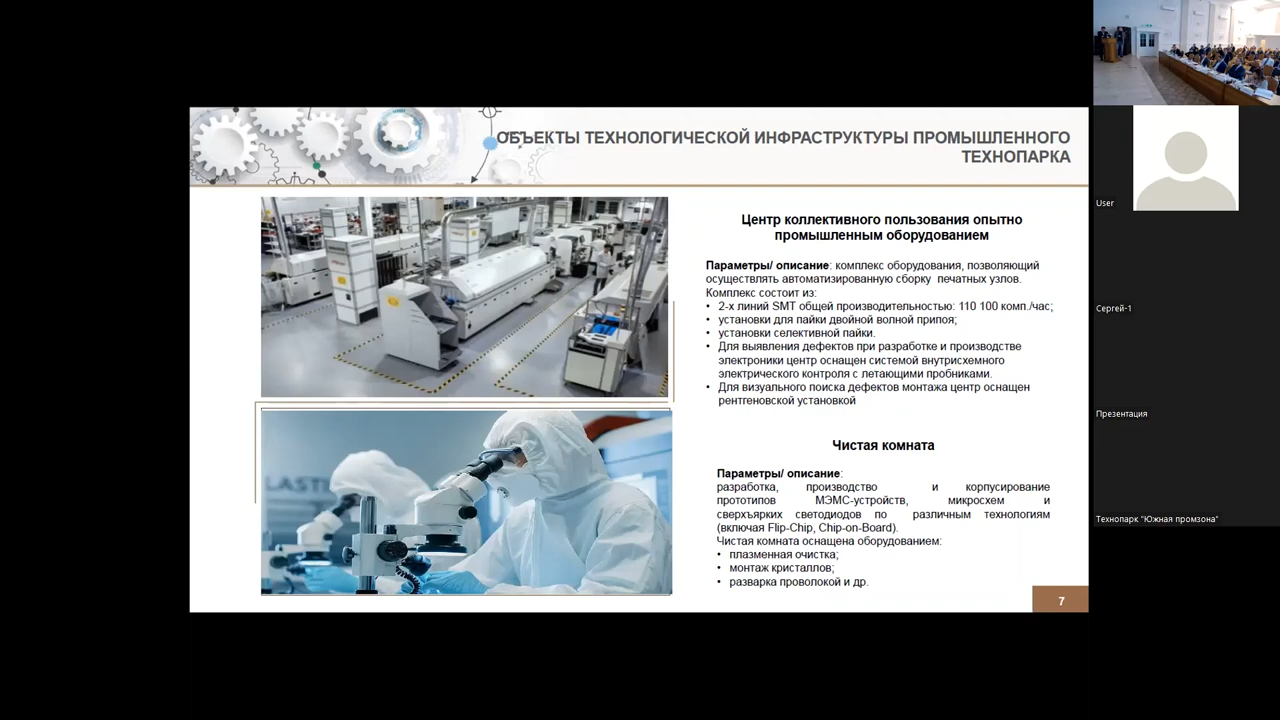 ОБЪЕКТЫ ТЕХНОЛОГИЧЕСКОЙ ИНФРАСТРУКТУРЫ ПРОМЫШЛЕННОГО
ТЕХНОПАРКА
Центр коллективного пользования опытно
промышленным оборудованием
Параметры/ описание: комплекс оборудования, позволяющий
осуществлять автоматизированную сборку печатных узлов.
Комплекс состоит из:
• 2-х линий SMT общей производительностью: 110 100 комп./час;
• установки для пайки двойной волной припоя;
• установки селективной пайки.
• Для выявления дефектов при разработке и производстве
электроники центр оснащен системой внутрисхемного
электрического контроля с летающими пробниками.
• Для визуального поиска дефектов монтажа центр оснащен
рентгеновской установкой
Чистая комната
Параметры/ описание:
разработка, производство и корпусирование
прототипов МЭМС-устройств, микросхем и
сверхъярких светодиодов по различным технологиям
(включая Flip-Chip, Chip-on-Board).
Чистая комната оснащена оборудованием:
• плазменная очистка;
• монтаж кристаллов;
• разварка проволокой и др.
7
User
Сергей-1
Презентация
Технопарк "Южная промзона"